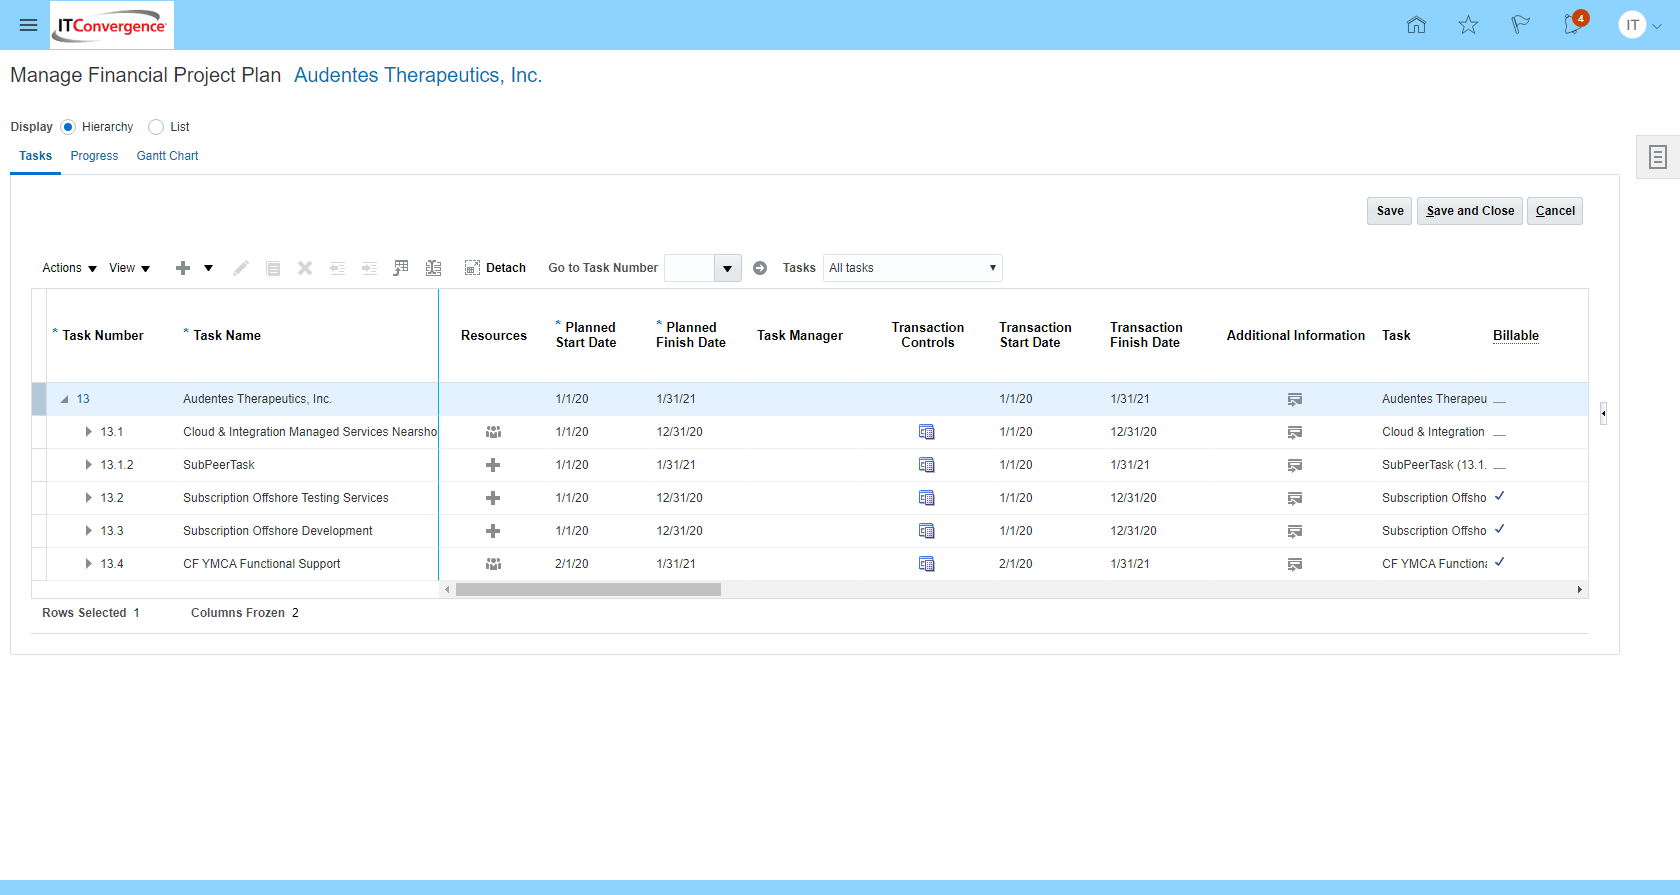 ITConvergence
4
IT
Manage Financial Project Plan Audentes Therapeutics, Inc.
Display Hierarchy List
Tasks Progress Gantt Chart
Save Save and Close Cancel
Actions View Detach Go to Task Number Tasks All tasks
* Task Number * Task Name Resources * Planned Start Date * Planned Finish Date Task Manager Transaction Controls Transaction Start Date Transaction Finish Date Additional Information Task Billable
13 Audentes Therapeutics, Inc. 1/1/20 1/31/21 1/1/20 1/31/21 Audentes Therapeu
13.1 Cloud & Integration Managed Services Nearsho 1/1/20 12/31/20 1/1/20 12/31/20 Cloud & Integration
13.1.2 SubPeerTask 1/1/20 1/31/21 1/1/20 1/31/21 SubPeerTask (13.1.
13.2 Subscription Offshore Testing Services 1/1/20 12/31/20 1/1/20 12/31/20 Subscription Offsho
13.3 Subscription Offshore Development 1/1/20 12/31/20 1/1/20 12/31/20 Subscription Offsho
13.4 CF YMCA Functional Support 2/1/20 1/31/21 2/1/20 1/31/21 CF YMCA Functiona
Rows Selected 1 Columns Frozen 2